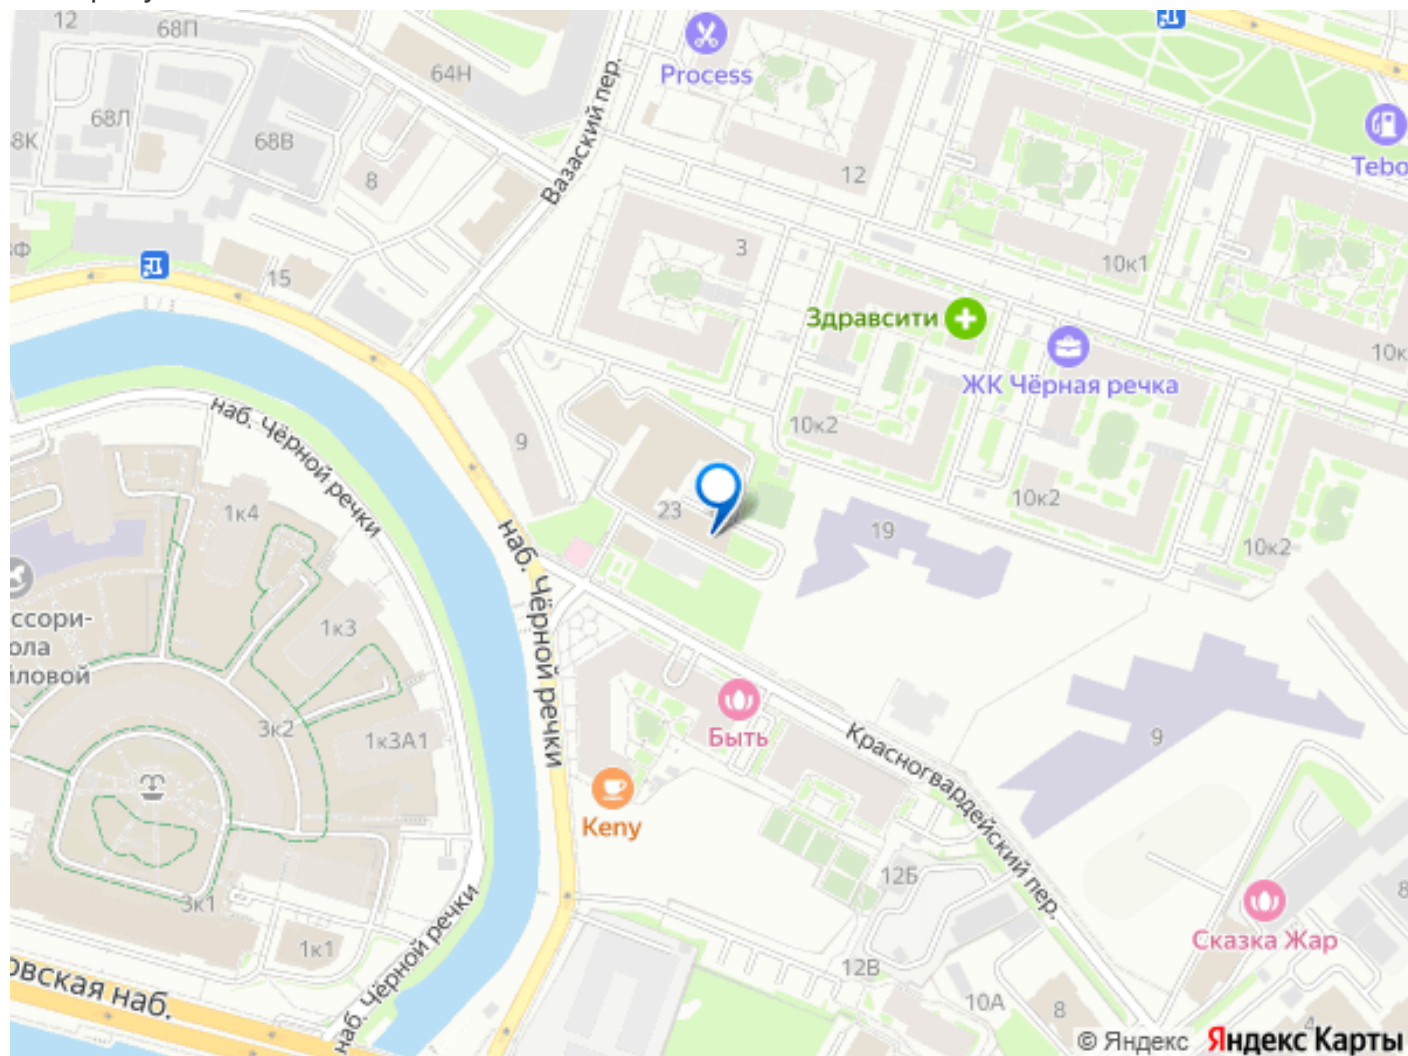 12
68П
64Н
Process
68Л
68В
8К
8
Вазаский пер.
12
Tebo
3
10к1
15
Здравсити
ЖК Чёрная речка
10к
9
10к2
наб. Чёрной речки
1к4
23
19
10к2
10к2
наб. Чёрной речки
ссори-
ола
йловой
1к3
3к2
1к3А1
Быть
Красногвардейский пер.
9
Keny
12Б
3к1
наб. Чёрной речки
1к1
Сказка Жар
8
12В
10А
8
4
овская наб.
© Яндекс Яндекс Карты